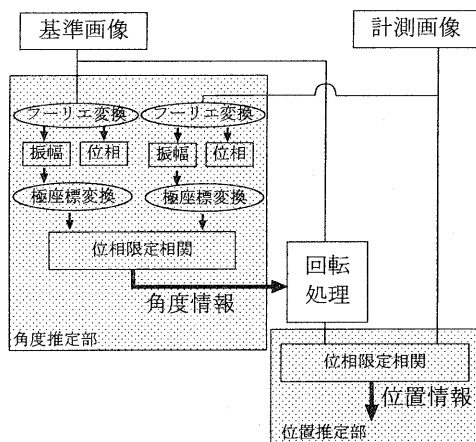 基準画像
計測画像
フーリエ変換
フーリエ変換
振幅
位相
振幅
位相
極座標変換
極座標変換
位相限定相関
回転
処理
角度情報
角度推定部
位相限定相関
位置情報
位置推定部